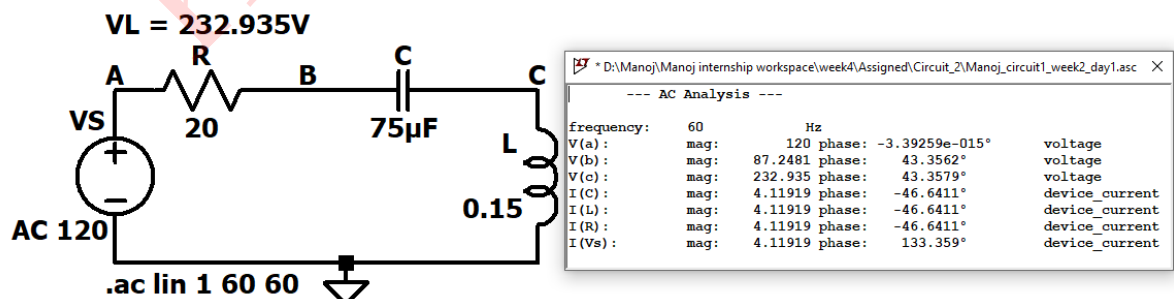 VL = 232.935V
R
C
A
B
C
VS
20
75µF
L
+
−
0.15
AC 120
.ac lin 1 60 60
* D:\Manoj\Manoj internship workspace\week4\Assigned\Circuit_2\Manoj_circuit1_week2_day1.asc
--- AC Analysis ---
frequency: 60 Hz
V(a): mag: 120 phase: -3.39259e-015° voltage
V(b): mag: 87.2481 phase: 43.3562° voltage
V(c): mag: 232.935 phase: 43.3579° voltage
I(C): mag: 4.11919 phase: -46.6411° device_current
I(L): mag: 4.11919 phase: -46.6411° device_current
I(R): mag: 4.11919 phase: -46.6411° device_current
I(Vs): mag: 4.11919 phase: 133.359° device_current